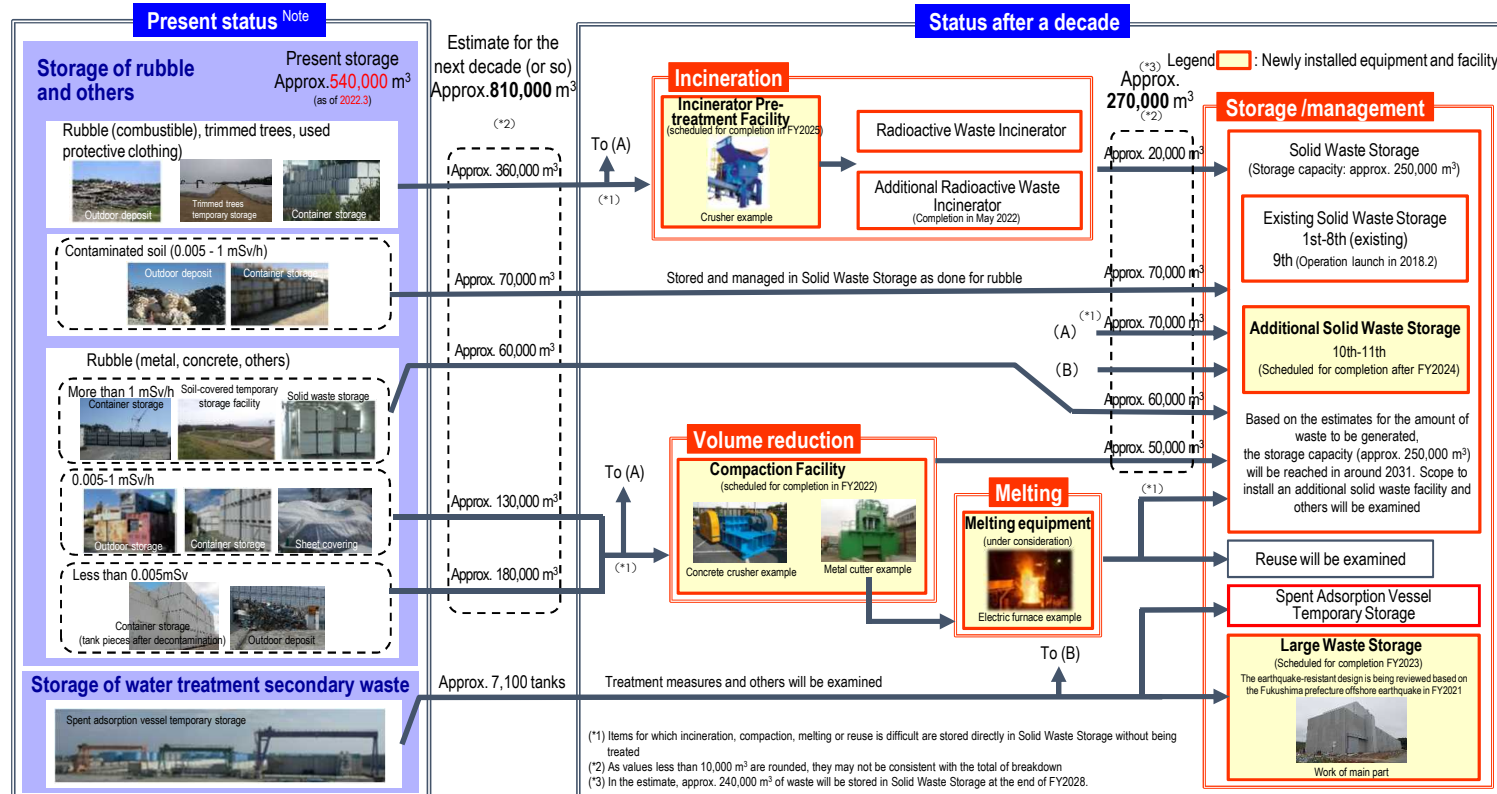 Present status Note
Storage of rubble
and others
Present storage
Approx.540,000 m3
(as of 2022.3)
Rubble (combustible), trimmed trees, used
protective clothing)
Outdoor deposit
Trimmed trees
temporary storage
Container storage
Contaminated soil (0.005 - 1 mSv/h)
Outdoor deposit
Container storage
Rubble (metal, concrete, others)
More than 1 mSv/h
Container storage
Soil-covered temporary
storage facility
Solid waste storage
0.005-1 mSv/h
Outdoor storage
Container storage
Sheet covering
Less than 0.005mSv
Container storage
(tank pieces after decontamination)
Outdoor deposit
Storage of water treatment secondary waste
Spent adsorption vessel temporary storage
Estimate for the
next decade (or so)
Approx.810,000 m3
(*2)
Approx. 360,000 m3
Approx. 70,000 m3
Approx. 60,000 m3
Approx. 130,000 m3
Approx. 180,000 m3
Approx. 7,100 tanks
Status after a decade
Legend : Newly installed equipment and facility
To (A)
(*1)
Incineration
Incinerator Pre-
treatment Facility
(scheduled for completion in FY2025)
Crusher example
Radioactive Waste Incinerator
Additional Radioactive Waste
Incinerator
(Completion in May 2022)
Stored and managed in Solid Waste Storage as done for rubble
(A)
(*1)
(B)
To (A)
(*1)
Volume reduction
Compaction Facility
(scheduled for completion in FY2022)
Concrete crusher example
Metal cutter example
Melting
Melting equipment
(under consideration)
Electric furnace example
(*1)
To (B)
Treatment measures and others will be examined
(*3)
Approx.
270,000 m3
(*2)
Approx. 20,000 m3
Approx. 70,000 m3
Approx. 70,000 m3
Approx. 60,000 m3
Approx. 50,000 m3
Storage /management
Solid Waste Storage
(Storage capacity: approx. 250,000 m3)
Existing Solid Waste Storage
1st-8th (existing)
9th (Operation launch in 2018.2)
Additional Solid Waste Storage
10th-11th
(Scheduled for completion after FY2024)
Based on the estimates for the amount of
waste to be generated,
the storage capacity (approx. 250,000 m3)
will be reached in around 2031. Scope to
install an additional solid waste facility and
others will be examined
Reuse will be examined
Spent Adsorption Vessel
Temporary Storage
Large Waste Storage
(Scheduled for completion FY2023)
The earthquake-resistant design is being reviewed based on
the Fukushima prefecture offshore earthquake in FY2021
Work of main part
(*1) Items for which incineration, compaction, melting or reuse is difficult are stored directly in Solid Waste Storage without being
treated
(*2) As values less than 10,000 m3 are rounded, they may not be consistent with the total of breakdown
(*3) In the estimate, approx. 240,000 m3 of waste will be stored in Solid Waste Storage at the end of FY2028.